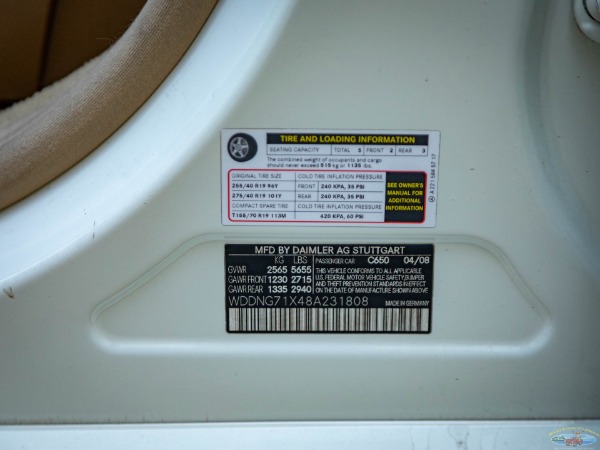 TIRE AND LOADING INFORMATION
SEATING CAPACITY TOTAL 5 FRONT 2 REAR 3
The combined weight of occupants and cargo
should never exceed 515 kg or 1135 lbs.
ORIGINAL TIRE SIZE COLD TIRE INFLATION PRESSURE
255/40 R19 96Y FRONT 240 KPA, 35 PSI
275/40 R19 101Y REAR 240 KPA, 35 PSI
COMPACT SPARE TIRE COLD TIRE INFLATION PRESSURE
T155/70 R19 113M 420 KPA, 60 PSI
SEE OWNER'S
MANUAL FOR
ADDITIONAL
INFORMATION
MFD BY DAIMLER AG STUTTGART
KG LBS PASSENGER CAR C650 04/08
GVWR 2565 5655 THIS VEHICLE CONFORMS TO ALL APPLICABLE
GAWR FRONT 1230 2715 U.S. FEDERAL MOTOR VEHICLE SAFETY, BUMPER
GAWR REAR 1335 2940 AND THEFT PREVENTION STANDARDS IN EFFECT
ON THE DATE OF MANUFACTURE SHOWN ABOVE
WDDNG71X48A231808